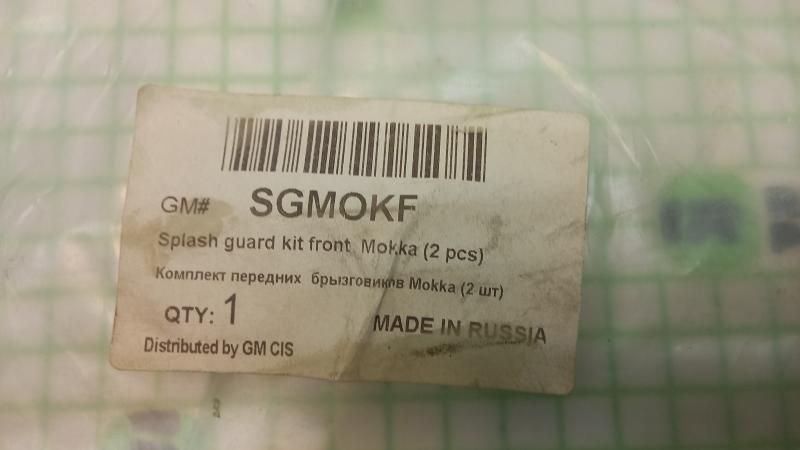 GM# SGMOKF
Splash guard kit front Mokka (2 pcs)
Комплект передних брызговиков Mokka (2 шт)
QTY: 1
MADE IN RUSSIA
Distributed by GM CIS